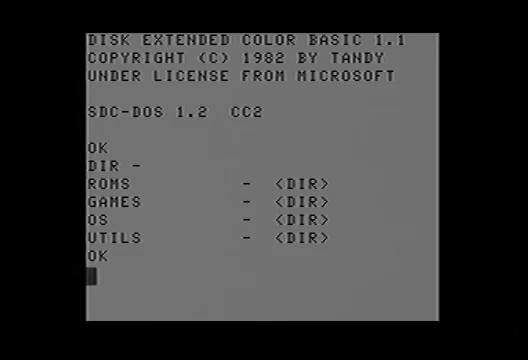 DISK EXTENDED COLOR BASIC 1.1
COPYRIGHT (C) 1982 BY TANDY
UNDER LICENSE FROM MICROSOFT
SDC-DOS 1.2 CC2
OK
DIR -
ROMS - <DIR>
GAMES - <DIR>
OS - <DIR>
UTILS - <DIR>
OK